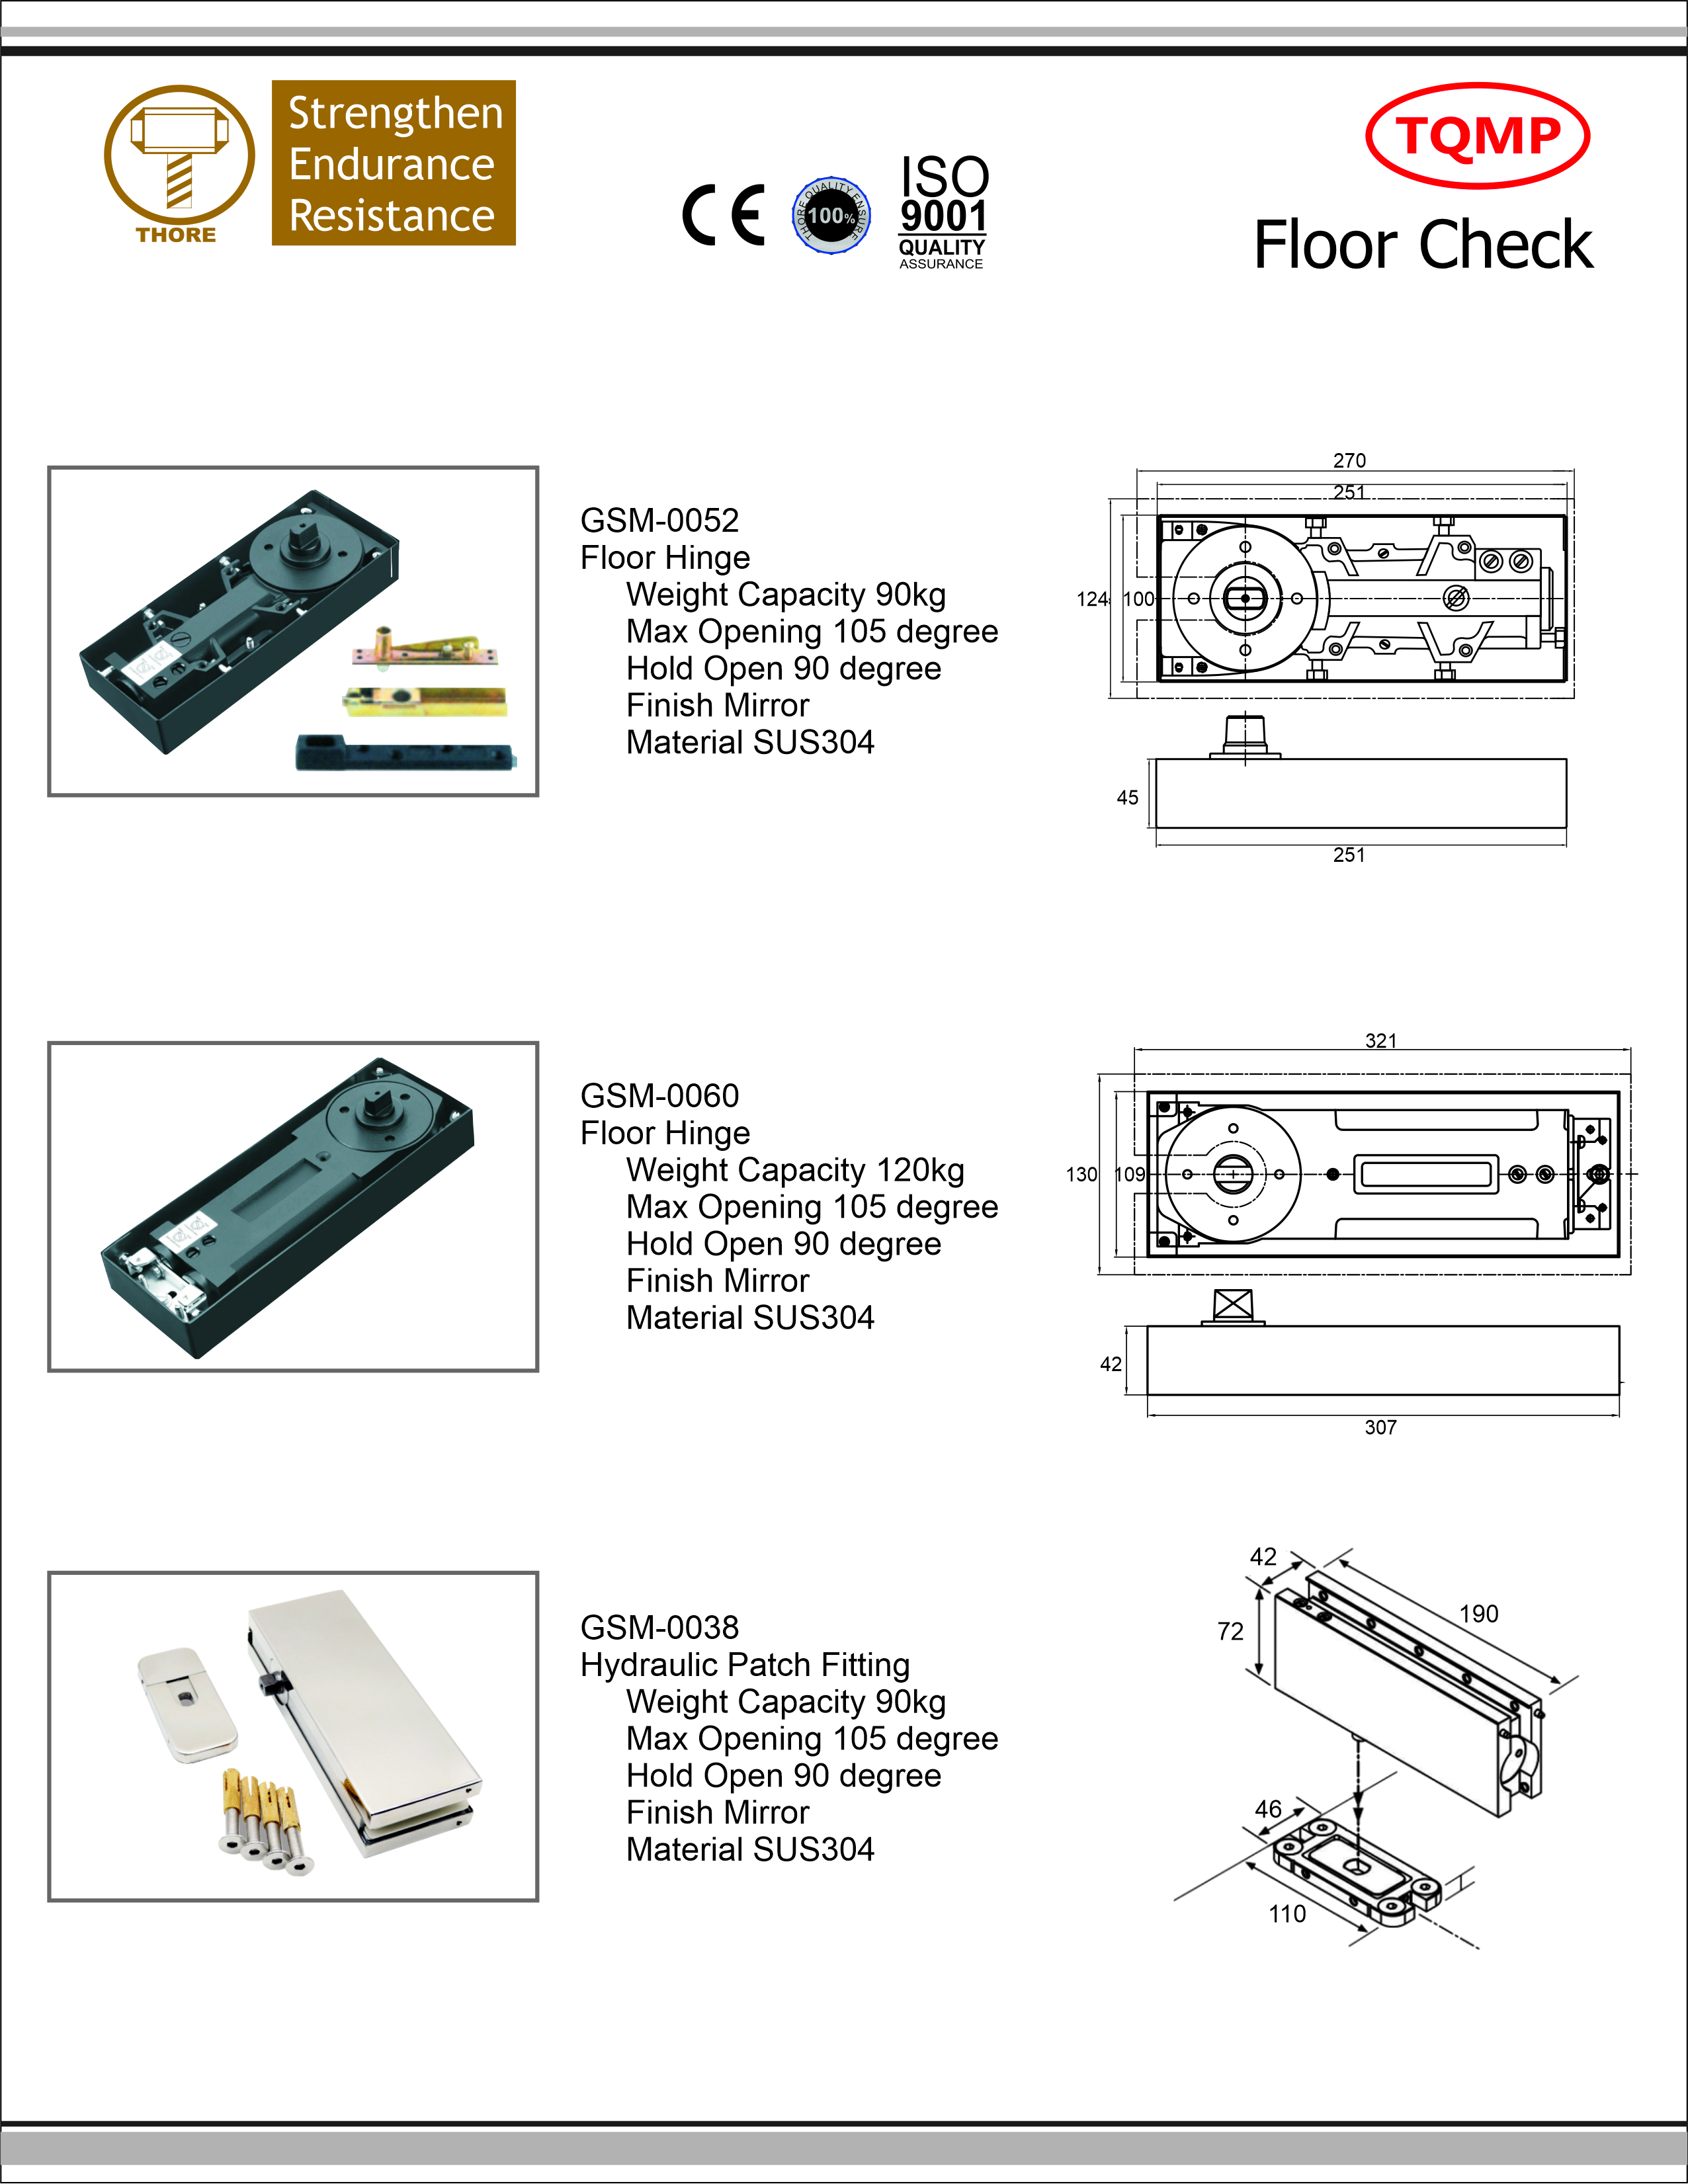 THORE
Strengthen
Endurance
Resistance
CE
THORE QUALITY ENSURE
100%
ISO
9001
QUALITY
ASSURANCE
TQMP
Floor Check
GSM-0052
Floor Hinge
Weight Capacity 90kg
Max Opening 105 degree
Hold Open 90 degree
Finish Mirror
Material SUS304
270
251
124
100
45
251
GSM-0060
Floor Hinge
Weight Capacity 120kg
Max Opening 105 degree
Hold Open 90 degree
Finish Mirror
Material SUS304
321
130
109
42
307
GSM-0038
Hydraulic Patch Fitting
Weight Capacity 90kg
Max Opening 105 degree
Hold Open 90 degree
Finish Mirror
Material SUS304
42
190
72
46
110